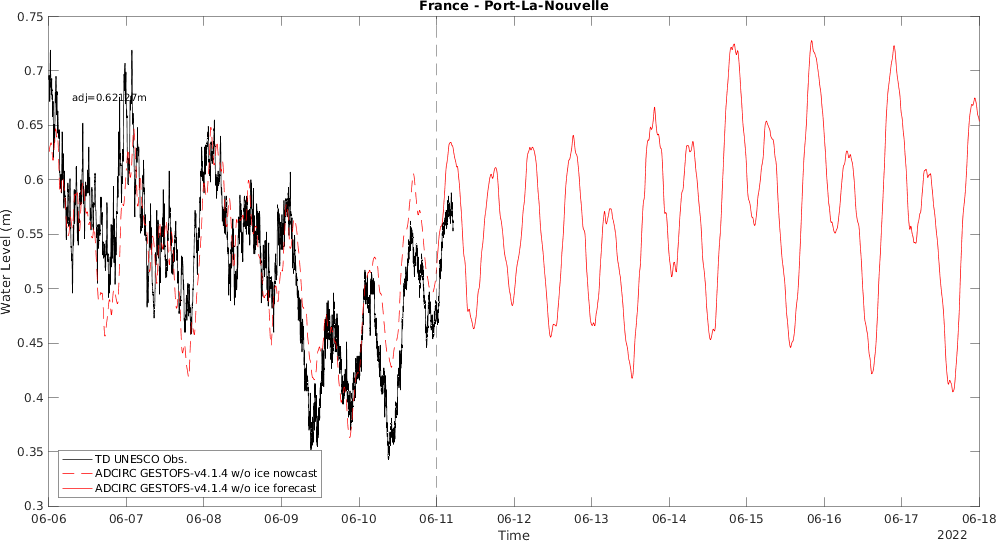 France - Port-La-Nouvelle
Water Level (m)
0.75
0.7
0.65
0.6
0.55
0.5
0.45
0.4
0.35
0.3
adj=0.62127m
TD UNESCO Obs.
ADCIRC GESTOFS-v4.1.4 w/o ice nowcast
ADCIRC GESTOFS-v4.1.4 w/o ice forecast
06-06 06-07 06-08 06-09 06-10 06-11 06-12 06-13 06-14 06-15 06-16 06-17 06-18
Time
2022